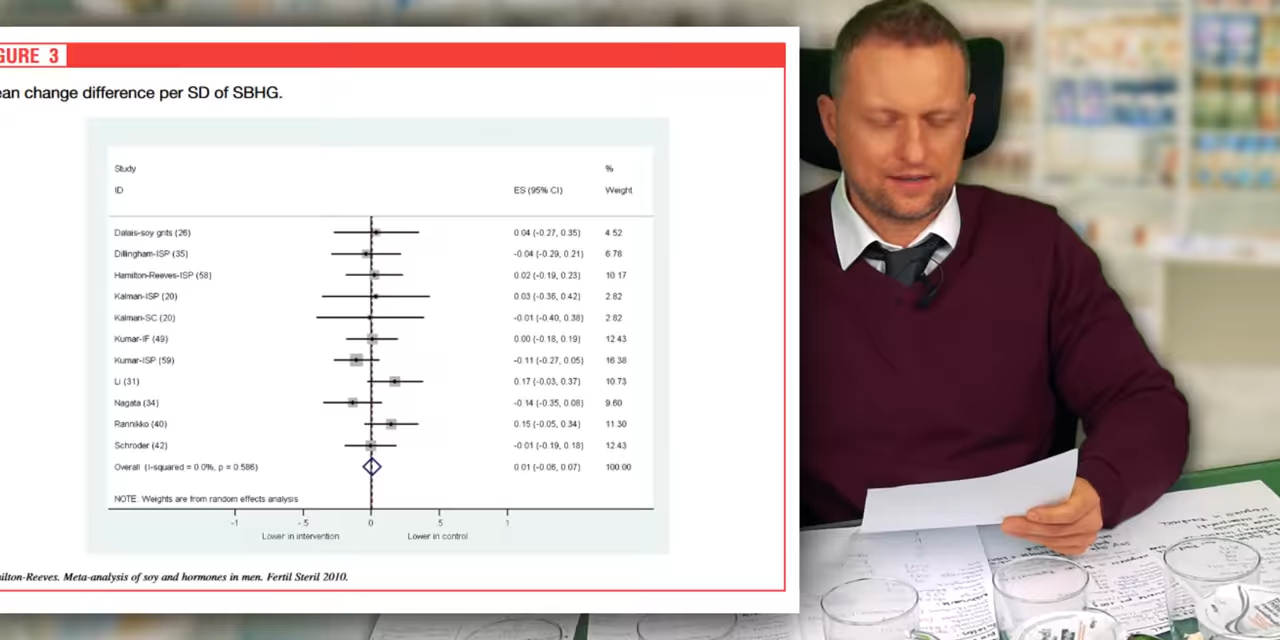 GURE 3
ean change difference per SD of SBHG.
Study %
ID ES (95% CI) Weight
Dalais-soy grits (26) 0.04 (-0.27, 0.35) 4.52
Dillingham-ISP (35) -0.04 (-0.29, 0.21) 6.78
Hamilton-Reeves-ISP (58) 0.02 (-0.19, 0.23) 10.17
Kalman-ISP (20) 0.03 (-0.36, 0.42) 2.82
Kalman-SC (20) -0.01 (-0.40, 0.38) 2.82
Kumar-IF (49) 0.00 (-0.18, 0.19) 12.43
Kumar-ISP (59) -0.11 (-0.27, 0.05) 16.38
Li (31) 0.17 (-0.03, 0.37) 10.73
Nagata (34) -0.14 (-0.35, 0.08) 9.60
Rannikko (40) 0.15 (-0.05, 0.34) 11.30
Schroder (42) -0.01 (-0.19, 0.18) 12.43
Overall (I-squared = 0.0%, p = 0.586) 0.01 (-0.06, 0.07) 100.00
NOTE: Weights are from random effects analysis
-1 -.5 0 .5 1
Lower in intervention Lower in control
ilton-Reeves. Meta-analysis of soy and hormones in men. Fertil Steril 2010.